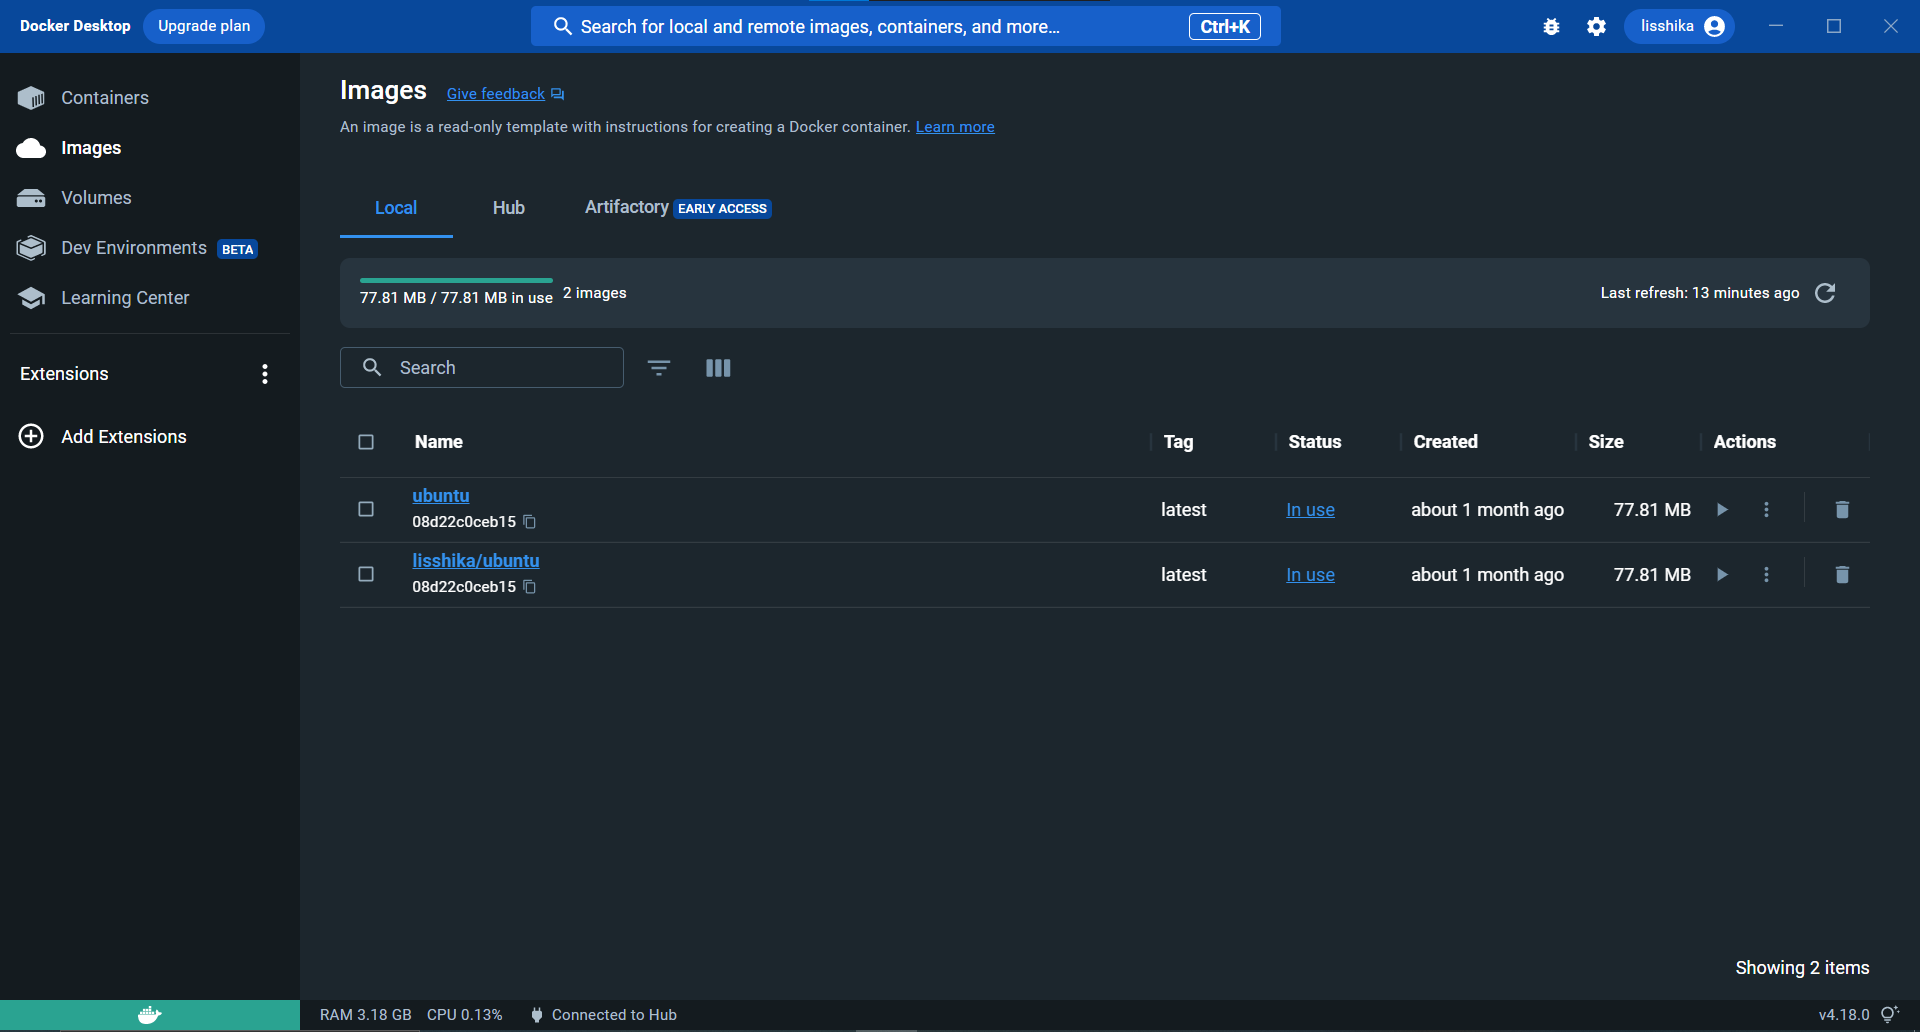 Docker Desktop Upgrade plan Search for local and remote images, containers, and more... Ctrl+K lisshika
Containers
Images
Volumes
Dev Environments BETA
Learning Center
Extensions
Add Extensions
Images Give feedback
An image is a read-only template with instructions for creating a Docker container. Learn more
Local Hub Artifactory EARLY ACCESS
77.81 MB / 77.81 MB in use 2 images Last refresh: 13 minutes ago
Search
Name Tag Status Created Size Actions
ubuntu
08d22c0ceb15 latest In use about 1 month ago 77.81 MB
lisshika/ubuntu
08d22c0ceb15 latest In use about 1 month ago 77.81 MB
Showing 2 items
RAM 3.18 GB CPU 0.13% Connected to Hub v4.18.0